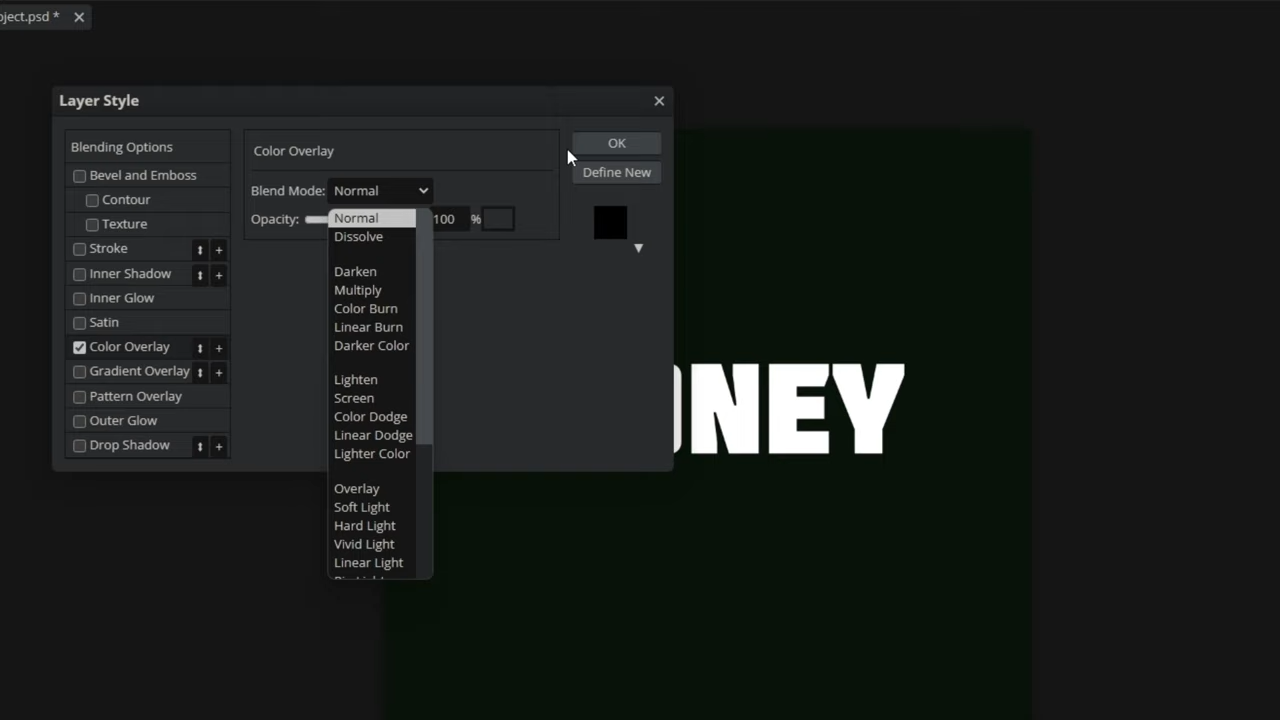 oject.psd *
Layer Style
Blending Options
Bevel and Emboss
Contour
Texture
Stroke
+
Inner Shadow
+
Inner Glow
Satin
Color Overlay
+
Gradient Overlay
+
Pattern Overlay
Outer Glow
Drop Shadow
+
Color Overlay
Blend Mode: Normal
Opacity: 100 %
Normal
Dissolve
Darken
Multiply
Color Burn
Linear Burn
Darker Color
Lighten
Screen
Color Dodge
Linear Dodge
Lighter Color
Overlay
Soft Light
Hard Light
Vivid Light
Linear Light
OK
Define New
ONEY